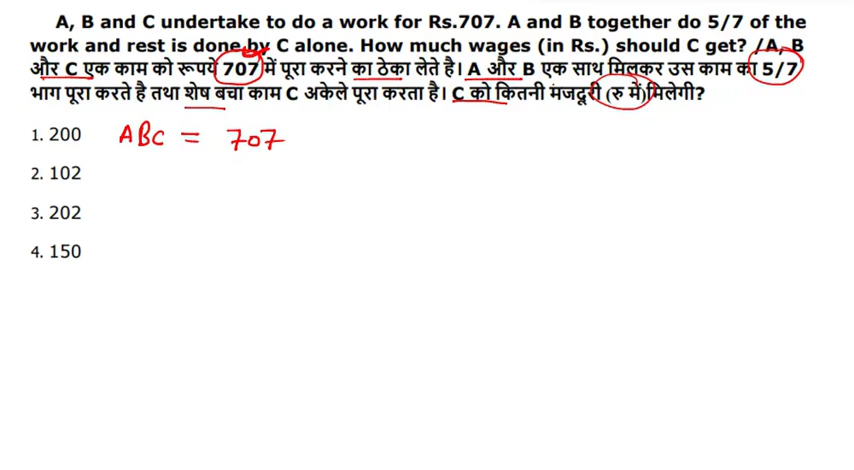 A, B and C undertake to do a work for Rs.707. A and B together do 5/7 of the
work and rest is done by C alone. How much wages (in Rs.) should C get? /A, B
और C एक काम को रूपये 707 में पूरा करने का ठेका लेते है। A और B एक साथ मिलकर उस काम का 5/7
भाग पूरा करते है तथा शेष बचा काम C अकेले पूरा करता है। C को कितनी मजदूरी (रु में) मिलेगी?
1. 200
ABC = 707
2. 102
3. 202
4. 150